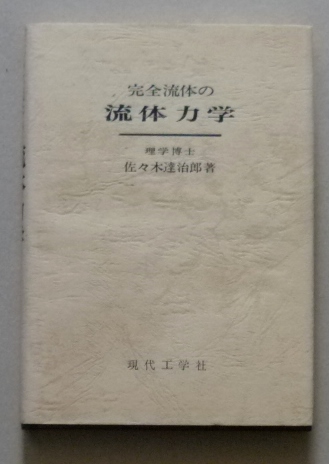 完全流体の
流体力学
理学博士
佐々木達治郎著
現代工学社